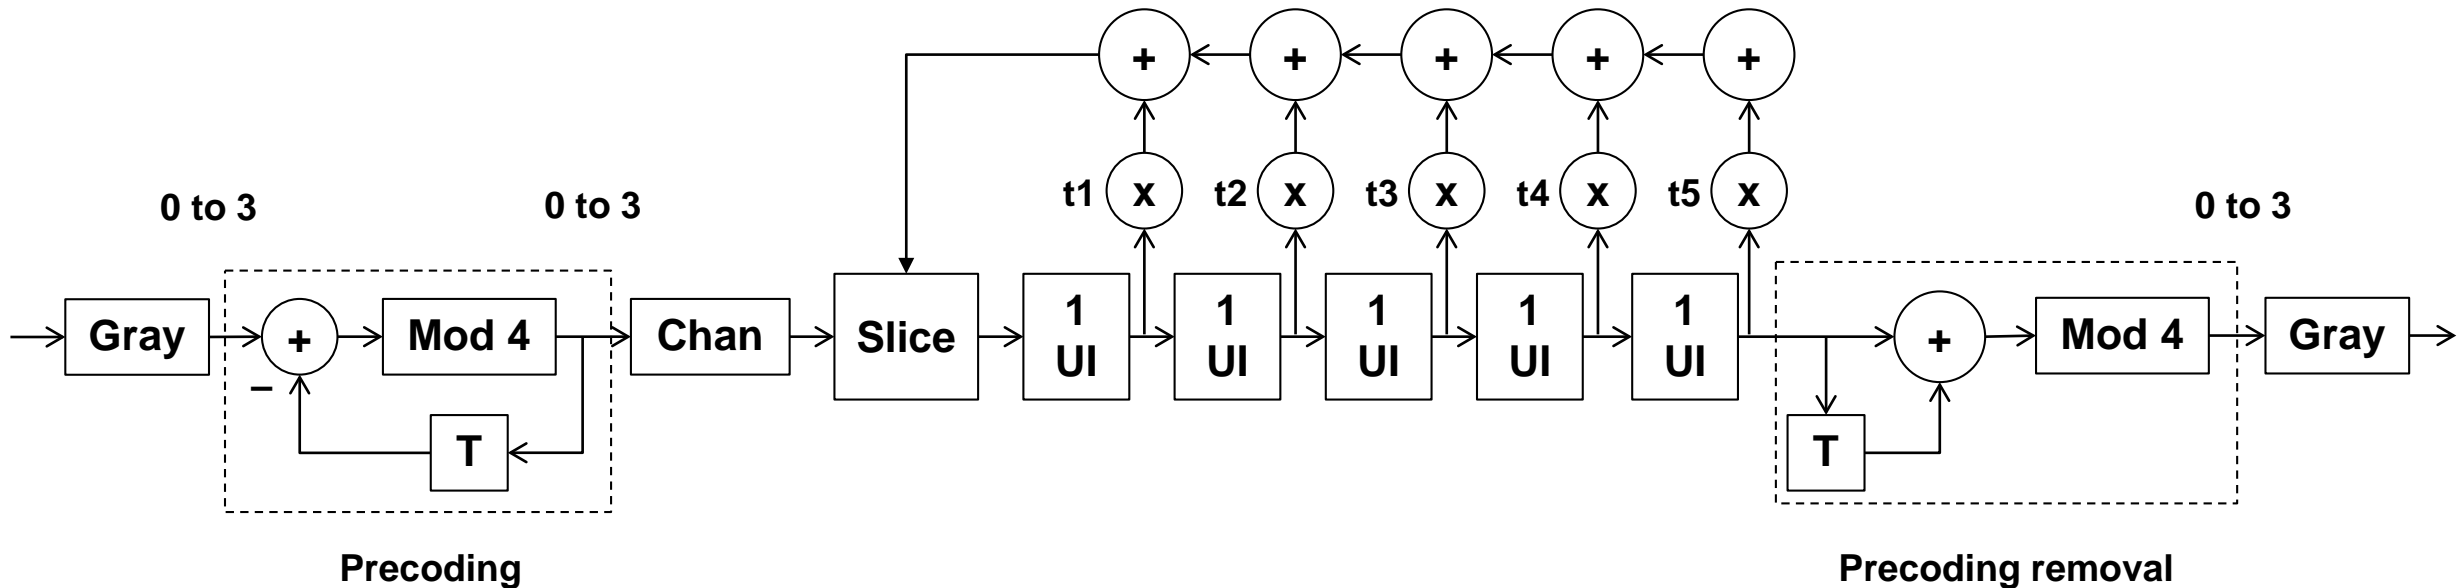 + + + + +
t1 x t2 x t3 x t4 x t5 x
0 to 3 0 to 3 0 to 3
Gray + Mod 4 Chan Slice 1 UI 1 UI 1 UI 1 UI 1 UI + Mod 4 Gray
–
T T
Precoding Precoding removal